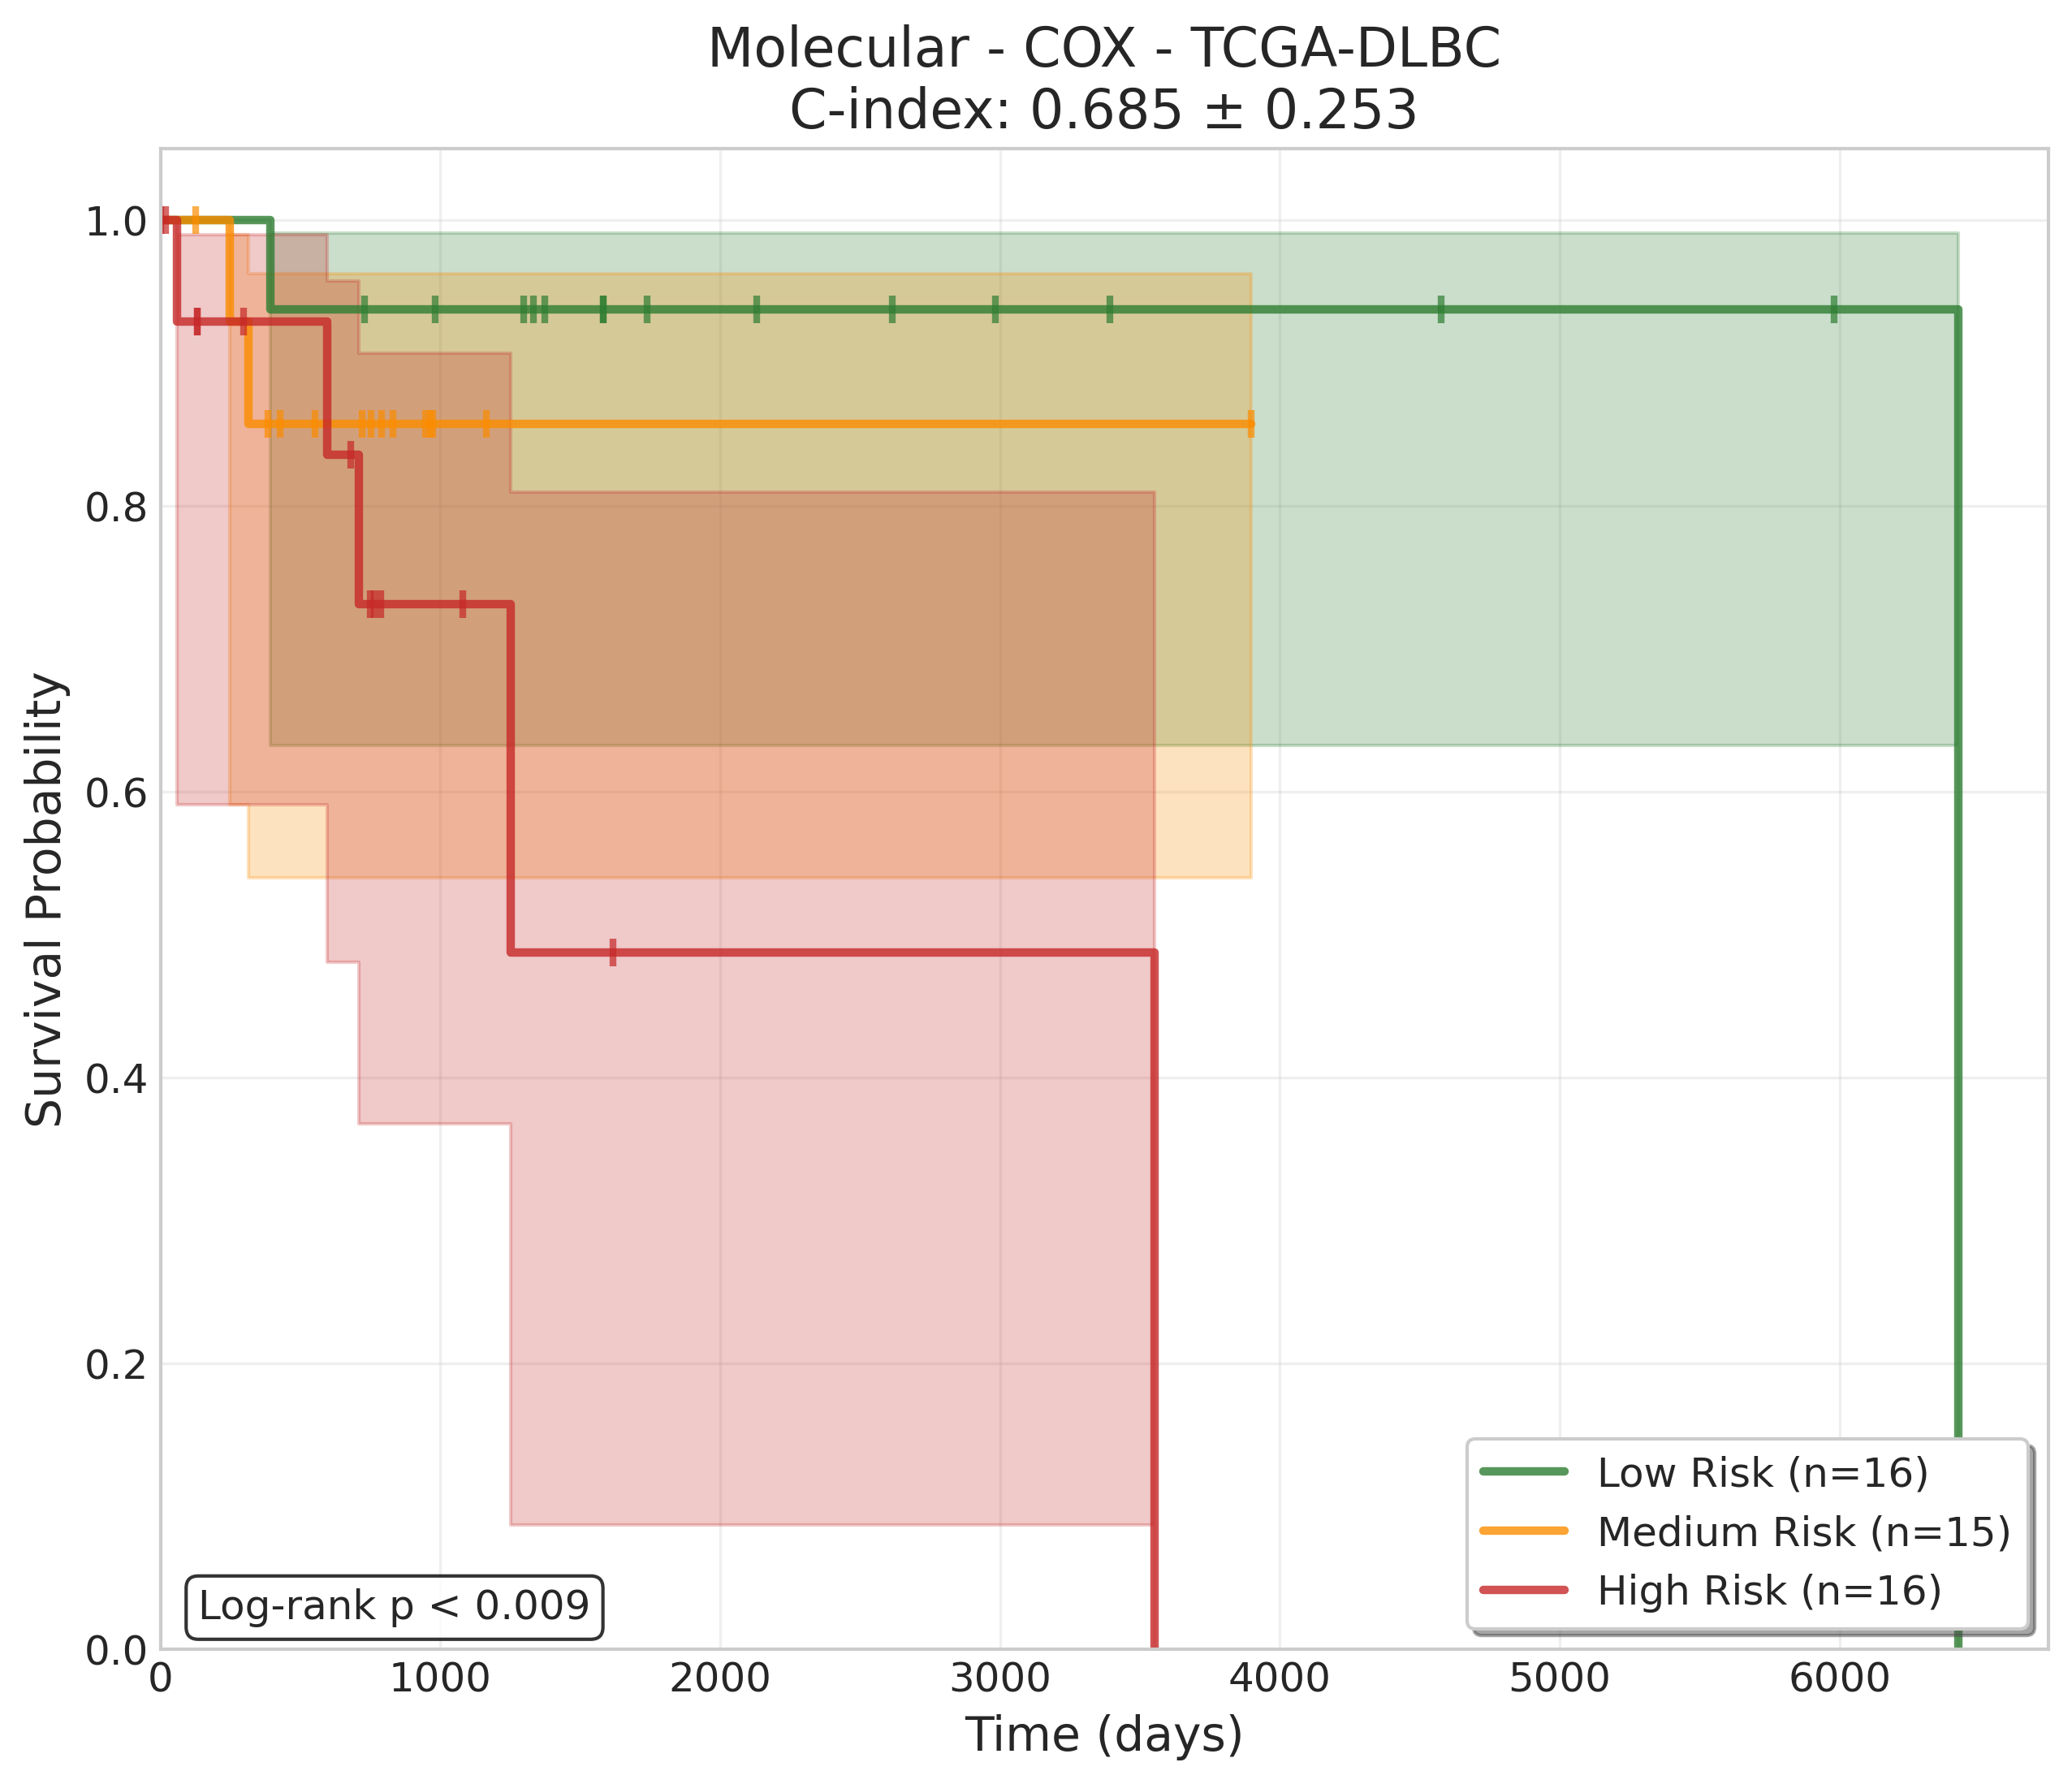 Molecular - COX - TCGA-DLBC
C-index: 0.685 ± 0.253
Survival Probability
1.0
0.8
0.6
0.4
0.2
0.0
Log-rank p < 0.009
Low Risk (n=16)
Medium Risk (n=15)
High Risk (n=16)
0 1000 2000 3000 4000 5000 6000
Time (days)